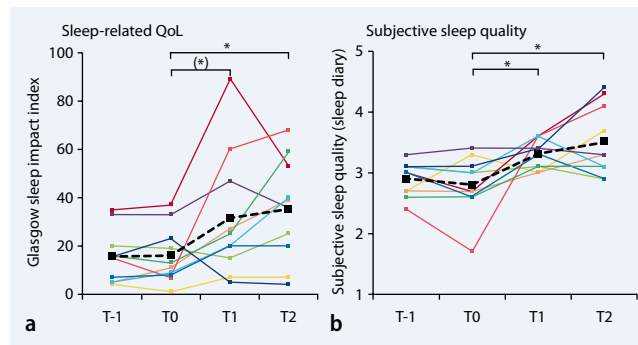 Sleep-related QoL
Glasgow sleep impact index
100
80
60
40
20
0
(*)
*
T-1 T0 T1 T2
a
Subjective sleep quality
Subjective sleep quality (sleep diary)
5
4
3
2
1
*
*
T-1 T0 T1 T2
b